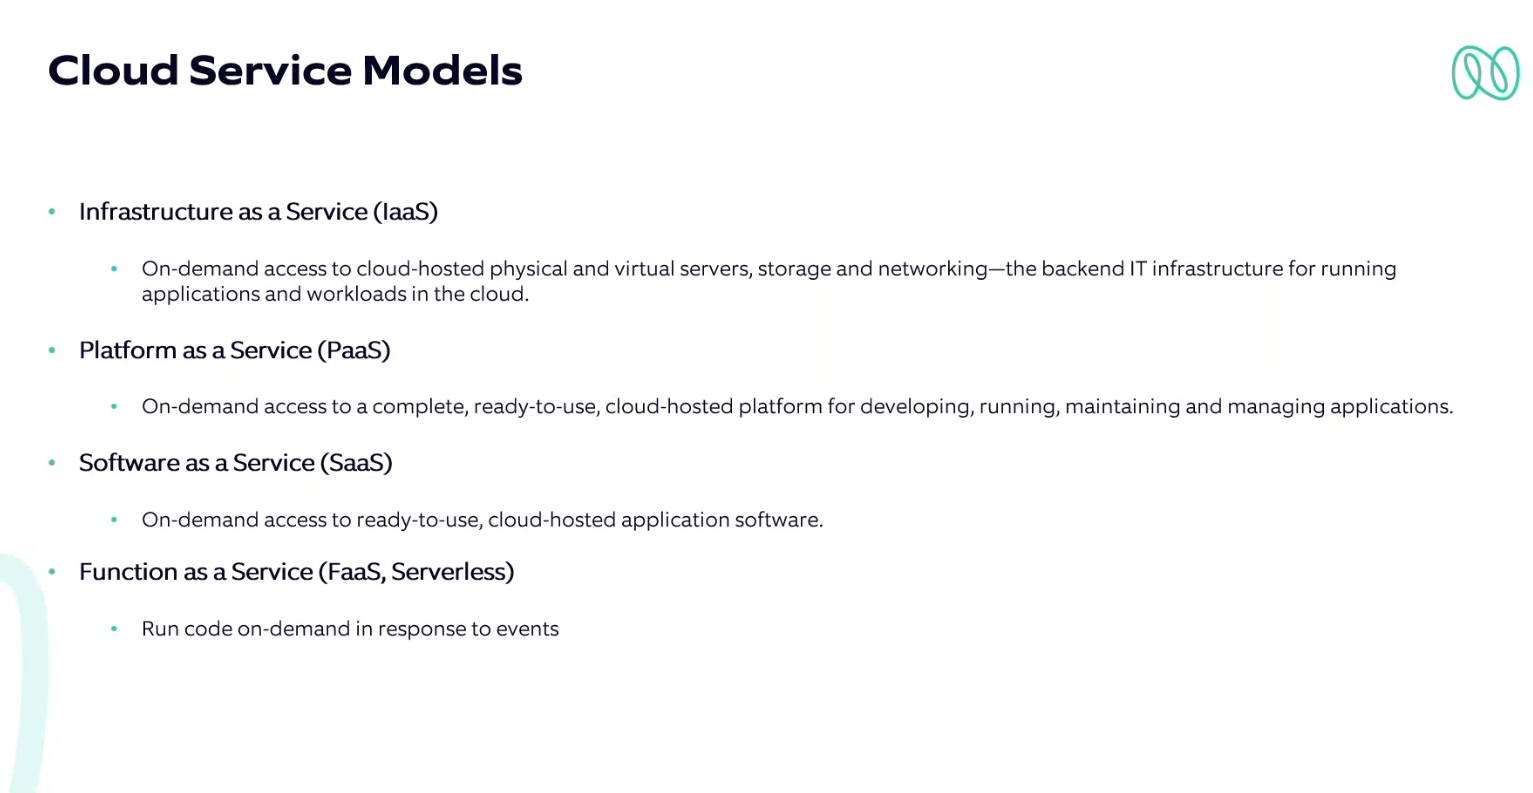 Cloud Service Models
• Infrastructure as a Service (IaaS)
• On-demand access to cloud-hosted physical and virtual servers, storage and networking—the backend IT infrastructure for running
applications and workloads in the cloud.
• Platform as a Service (PaaS)
• On-demand access to a complete, ready-to-use, cloud-hosted platform for developing, running, maintaining and managing applications.
• Software as a Service (SaaS)
• On-demand access to ready-to-use, cloud-hosted application software.
• Function as a Service (FaaS, Serverless)
• Run code on-demand in response to events